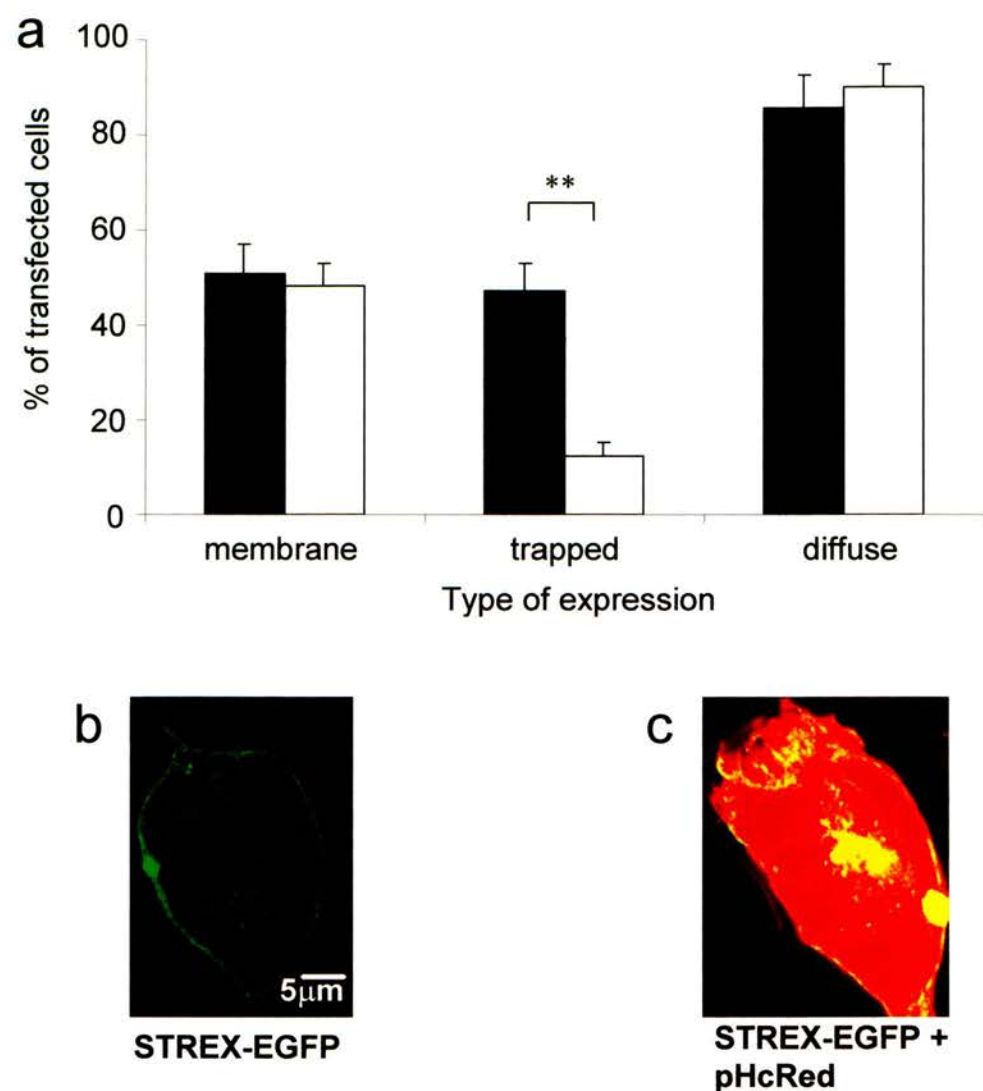 a
100
80
60
40
20
0
% of transfected cells
**
membrane trapped diffuse
Type of expression
b
5μm
STREX-EGFP
c
STREX-EGFP +
pHcRed